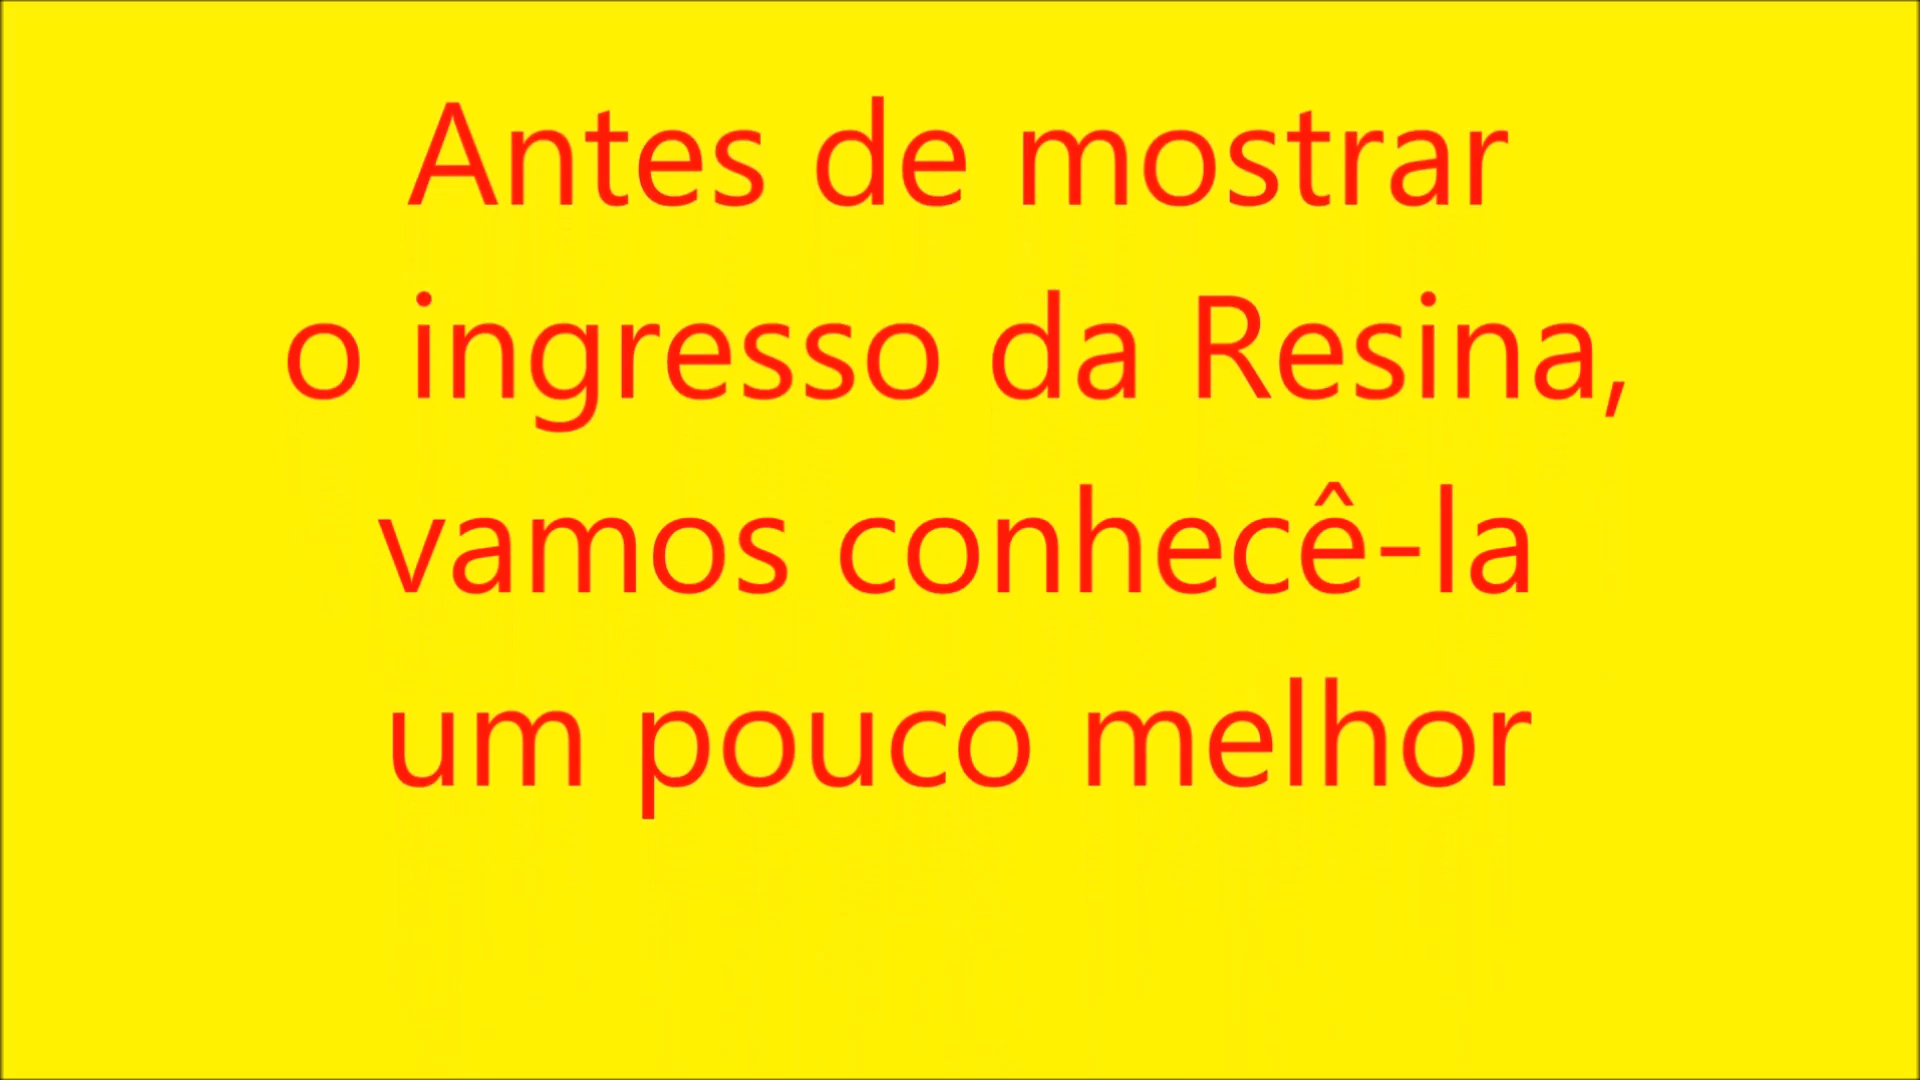 Antes de mostrar
o ingresso da Resina,
vamos conhecê-la
um pouco melhor